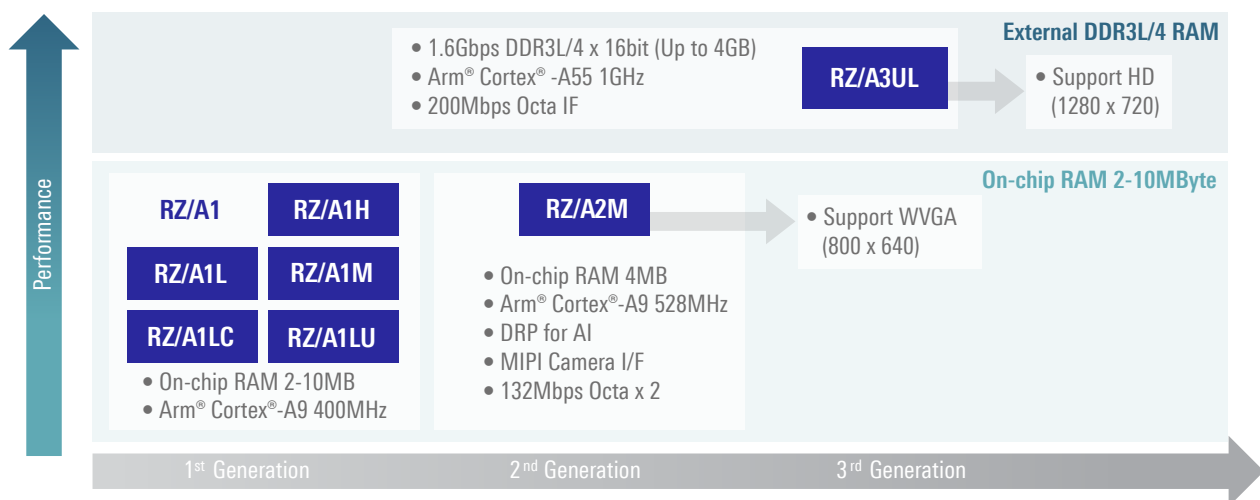 Performance
External DDR3L/4 RAM
• 1.6Gbps DDR3L/4 x 16bit (Up to 4GB)
• Arm® Cortex® -A55 1GHz
• 200Mbps Octa IF
RZ/A3UL
• Support HD
(1280 x 720)
On-chip RAM 2-10MByte
RZ/A1
RZ/A1H
RZ/A1L
RZ/A1M
RZ/A1LC
RZ/A1LU
• On-chip RAM 2-10MB
• Arm® Cortex®-A9 400MHz
RZ/A2M
• On-chip RAM 4MB
• Arm® Cortex®-A9 528MHz
• DRP for AI
• MIPI Camera I/F
• 132Mbps Octa x 2
• Support WVGA
(800 x 640)
1st Generation
2nd Generation
3rd Generation